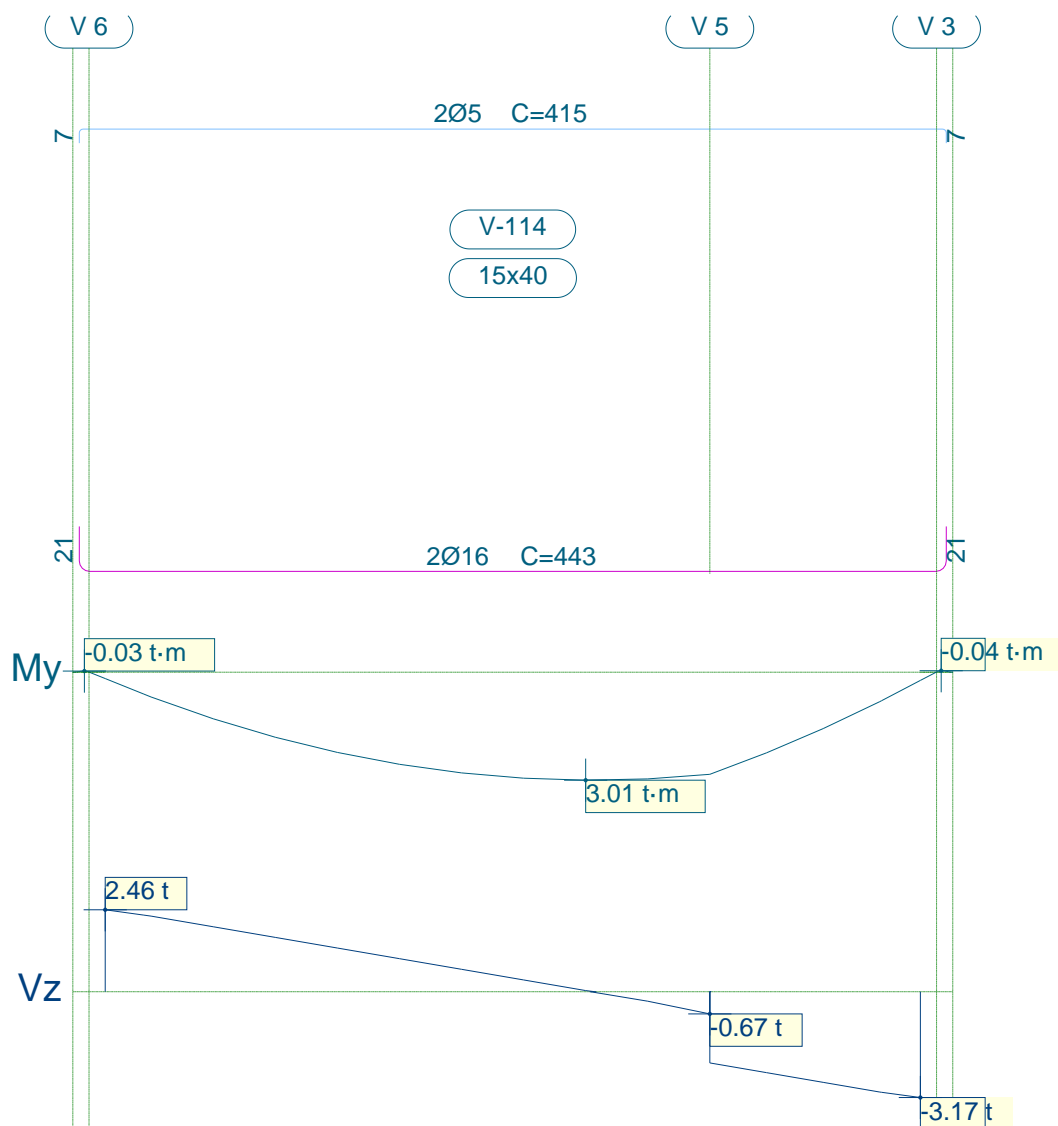 V 6
V 5
V 3
2Ø5 C=415
7
7
V-114
15x40
21
2Ø16 C=443
21
My
-0.03 t·m
-0.04 t·m
3.01 t·m
2.46 t
Vz
-0.67 t
-3.17 t